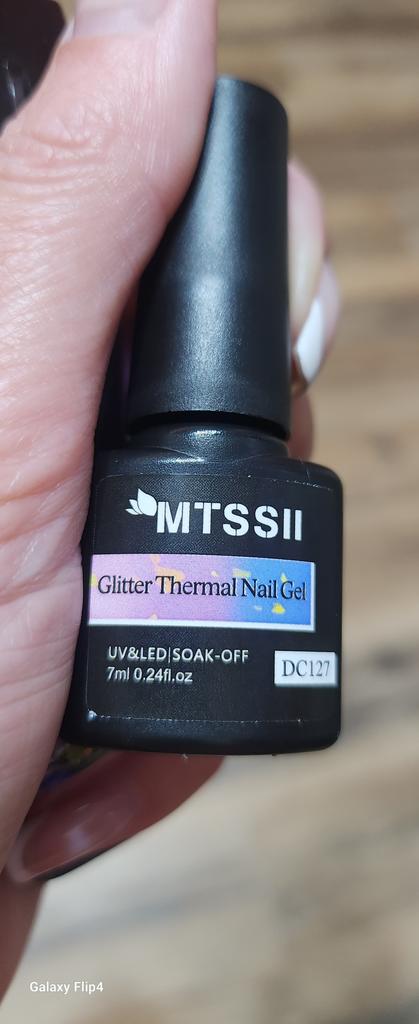 MTSSII
Glitter Thermal Nail Gel
UV&LED|SOAK-OFF
7ml 0.24fl.oz
DC127
Galaxy Flip4